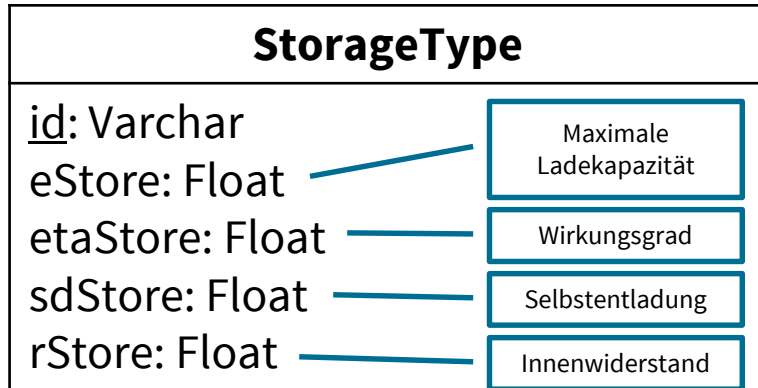 StorageType
id: Varchar
eStore: Float
etaStore: Float
sdStore: Float
rStore: Float
Maximale
Ladekapazität
Wirkungsgrad
Selbstentladung
Innenwiderstand